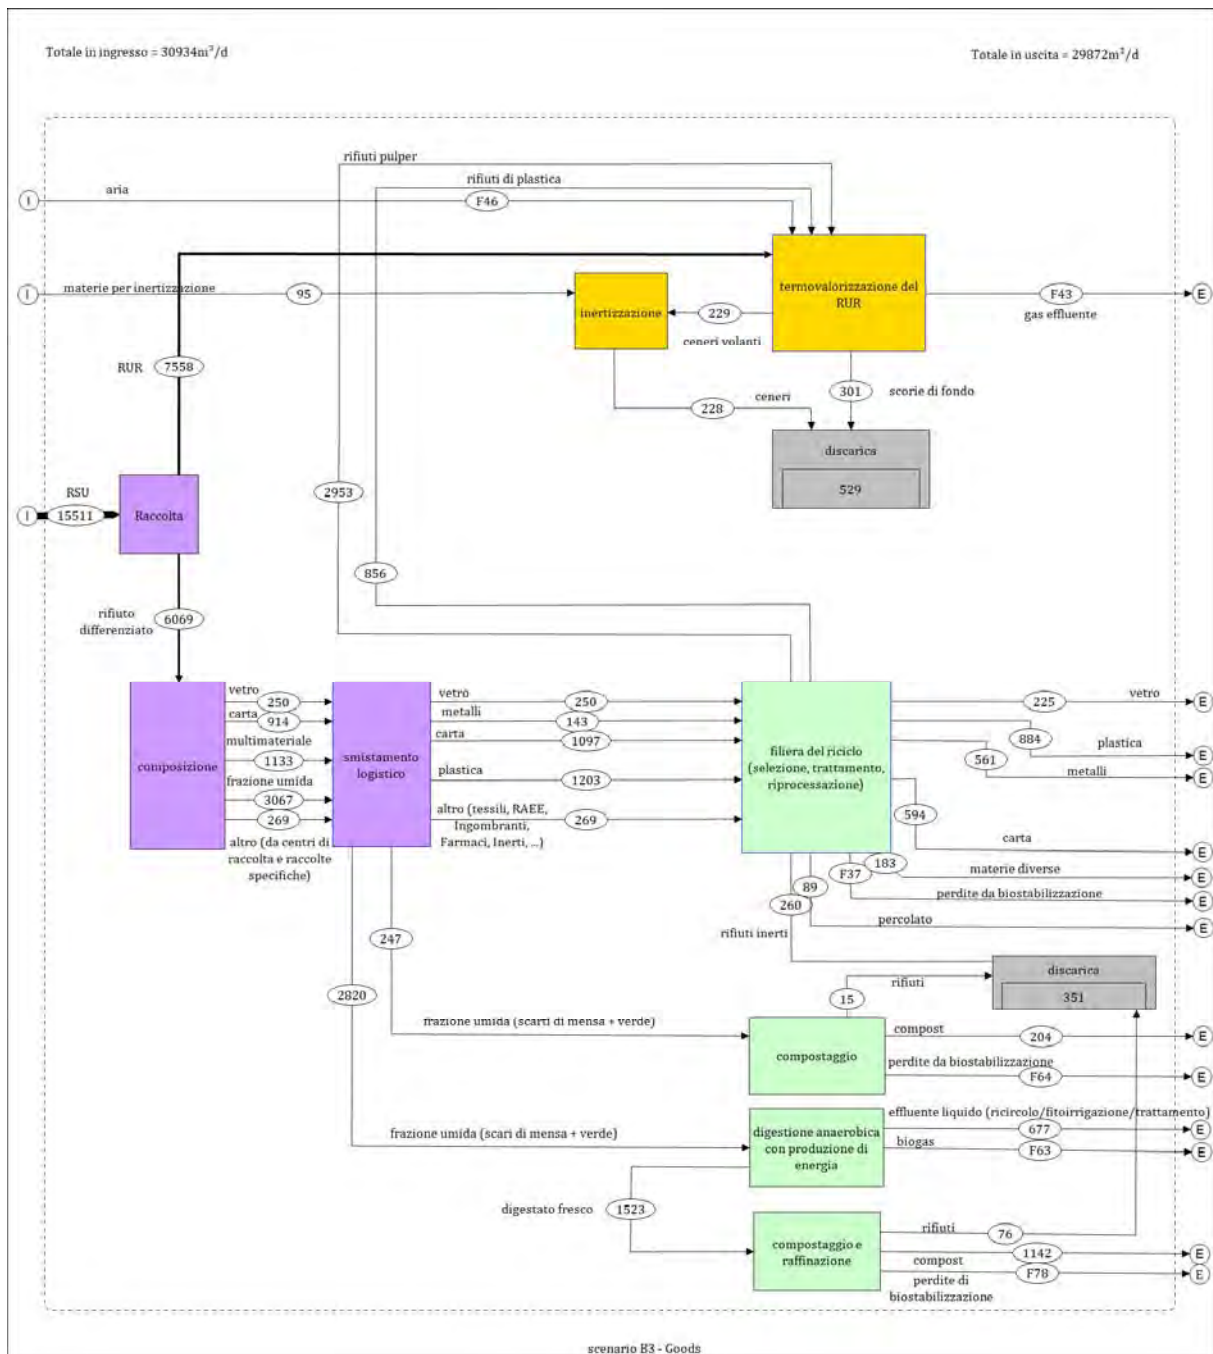 Totale in ingresso = 30934m³/d
Totale in uscita = 29872m³/d
rifiuti pulper
rifiuti di plastica
I
aria
F46
I
materie per inertizzazione
95
inertizzazione
229
ceneri volanti
termovalorizzazione del
RUR
F43
E
gas effluente
RUR
7558
ceneri
228
301
scorie di fondo
discarica
529
2953
RSU
I
15511
Raccolta
856
rifiuto
differenziato
6069
composizione
vetro
250
carta
914
multimateriale
1133
frazione umida
3067
269
altro (da centri di
raccolta e raccolte
specifiche)
smistamento
logistico
vetro
250
metalli
143
carta
1097
plastica
1203
altro (tessili, RAEE,
Ingombranti,
Farmaci, Inerti, ...)
269
filiera del riciclo
(selezione, trattamento,
riprocessazione)
225
vetro
E
884
plastica
E
561
metalli
E
594
carta
E
183
materie diverse
E
F37
perdite da biostabilizzazione
E
89
percolato
E
260
rifiuti inerti
247
2820
discarica
351
15
rifiuti
frazione umida (scarti di mensa + verde)
compostaggio
compost
204
E
perdite da biostabilizzazione
F64
E
frazione umida (scari di mensa + verde)
digestione anaerobica
con produzione di
energia
effluente liquido (ricircolo/fitoirrigazione/trattamento)
677
E
biogas
F63
E
digestato fresco
1523
compostaggio e
raffinazione
rifiuti
76
1142
E
compost
F78
E
perdite di
biostabilizzazione
scenario B3 - Goods